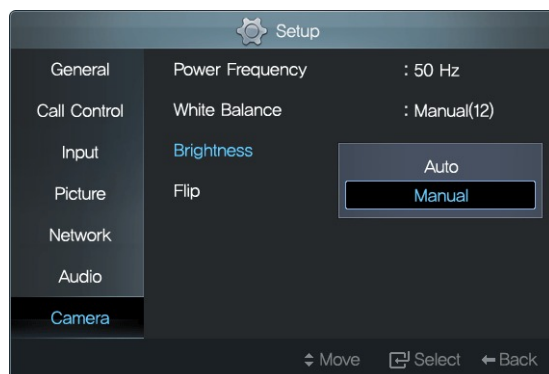 Setup
General
Call Control
Input
Picture
Network
Audio
Camera
Power Frequency : 50 Hz
White Balance : Manual(12)
Brightness
Flip
Auto
Manual
Move Select Back